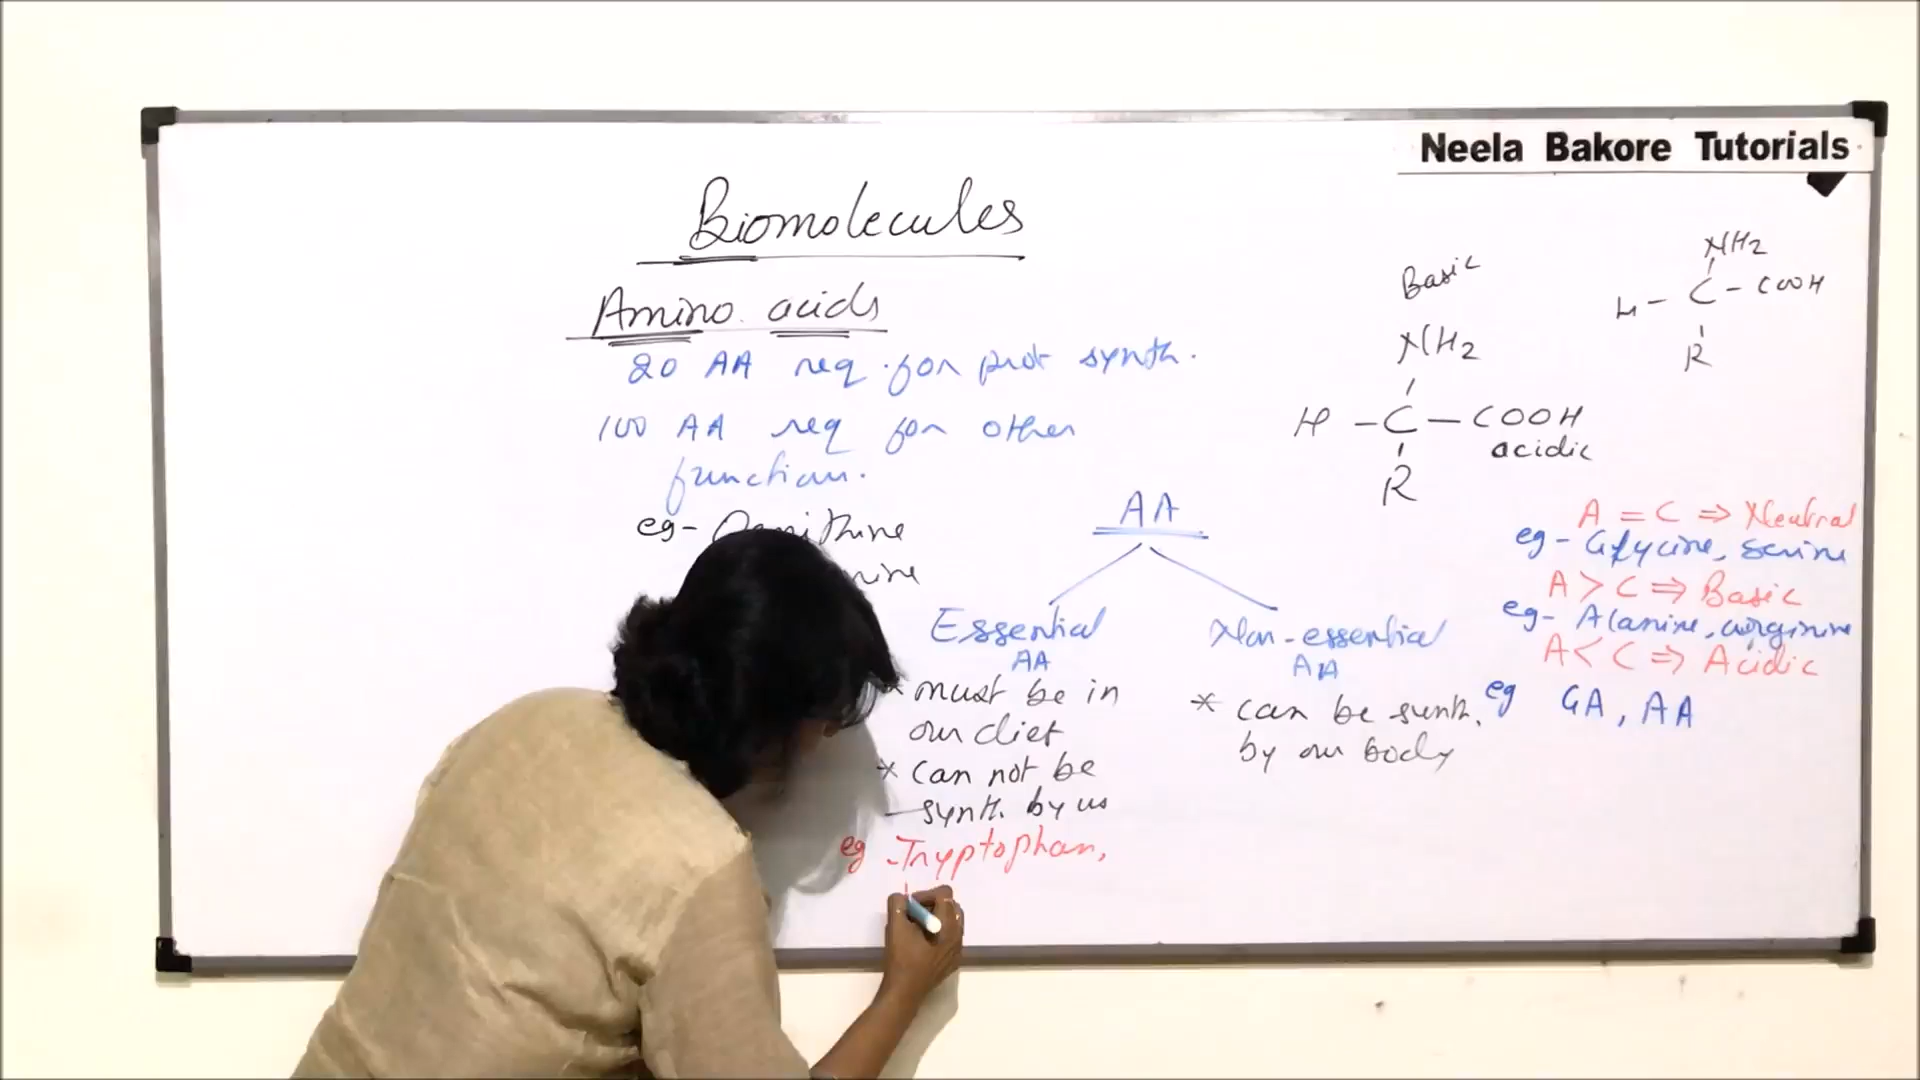 Neela Bakore Tutorials
Biomolecules
Amino acids
20 AA req. for prot synth.
100 AA req for other
function.
eg- Ornithine
AA
Essential
AA
* must be in
our diet
* can not be
synth. by us
eg - Tryptophan,
Non-essential
AA
* can be synth.
by our body
Basic
NH2
H - C - COOH
acidic
R
NH2
H - C - COOH
R
A = C ⇒ Neutral
eg - Glycine, serine
A > C ⇒ Basic
eg - Alanine, arginine
A < C ⇒ Acidic
eg GA, AA